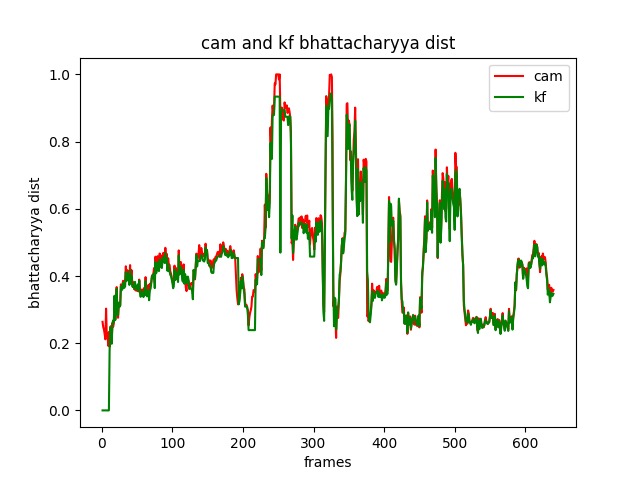 cam and kf bhattacharyya dist
cam
kf
1.0
0.8
0.6
0.4
0.2
0.0
bhattacharyya dist
0 100 200 300 400 500 600
frames